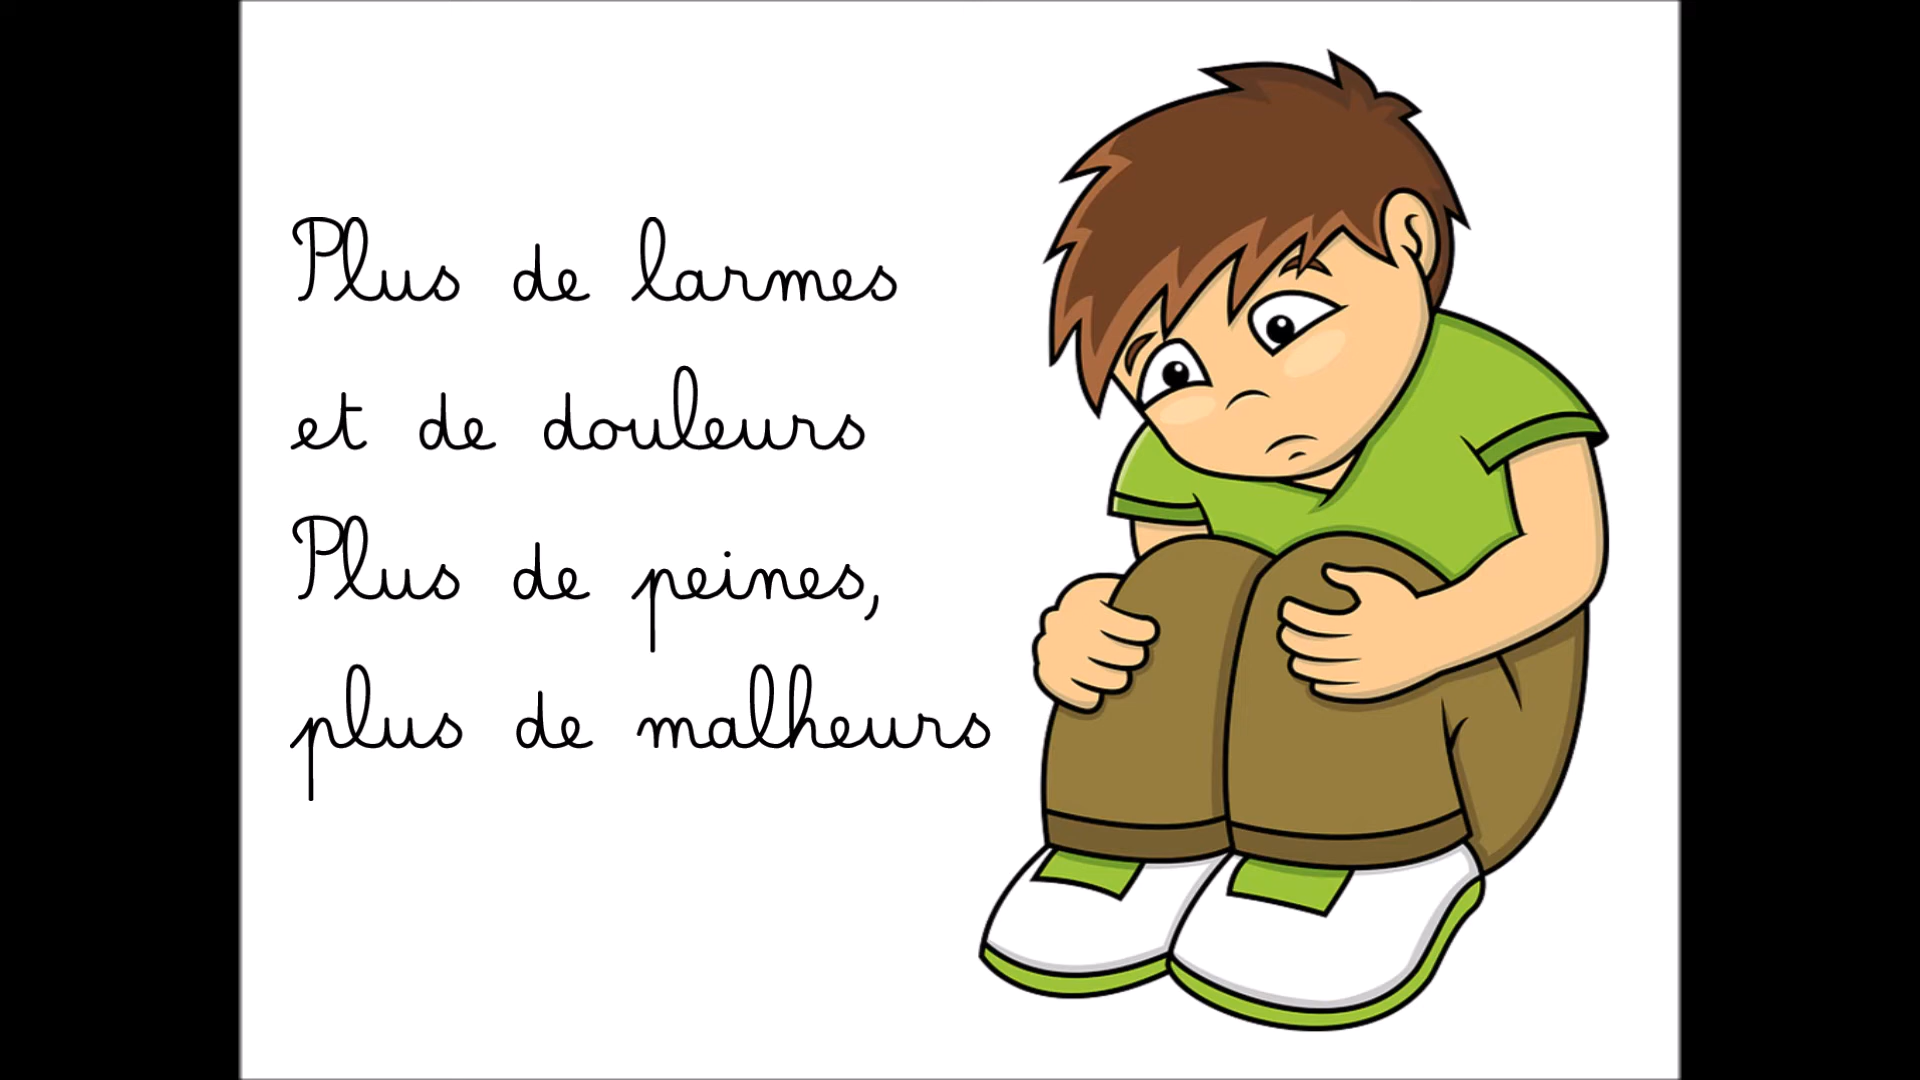 Plus de larmes
et de douleurs
Plus de peines,
plus de malheurs